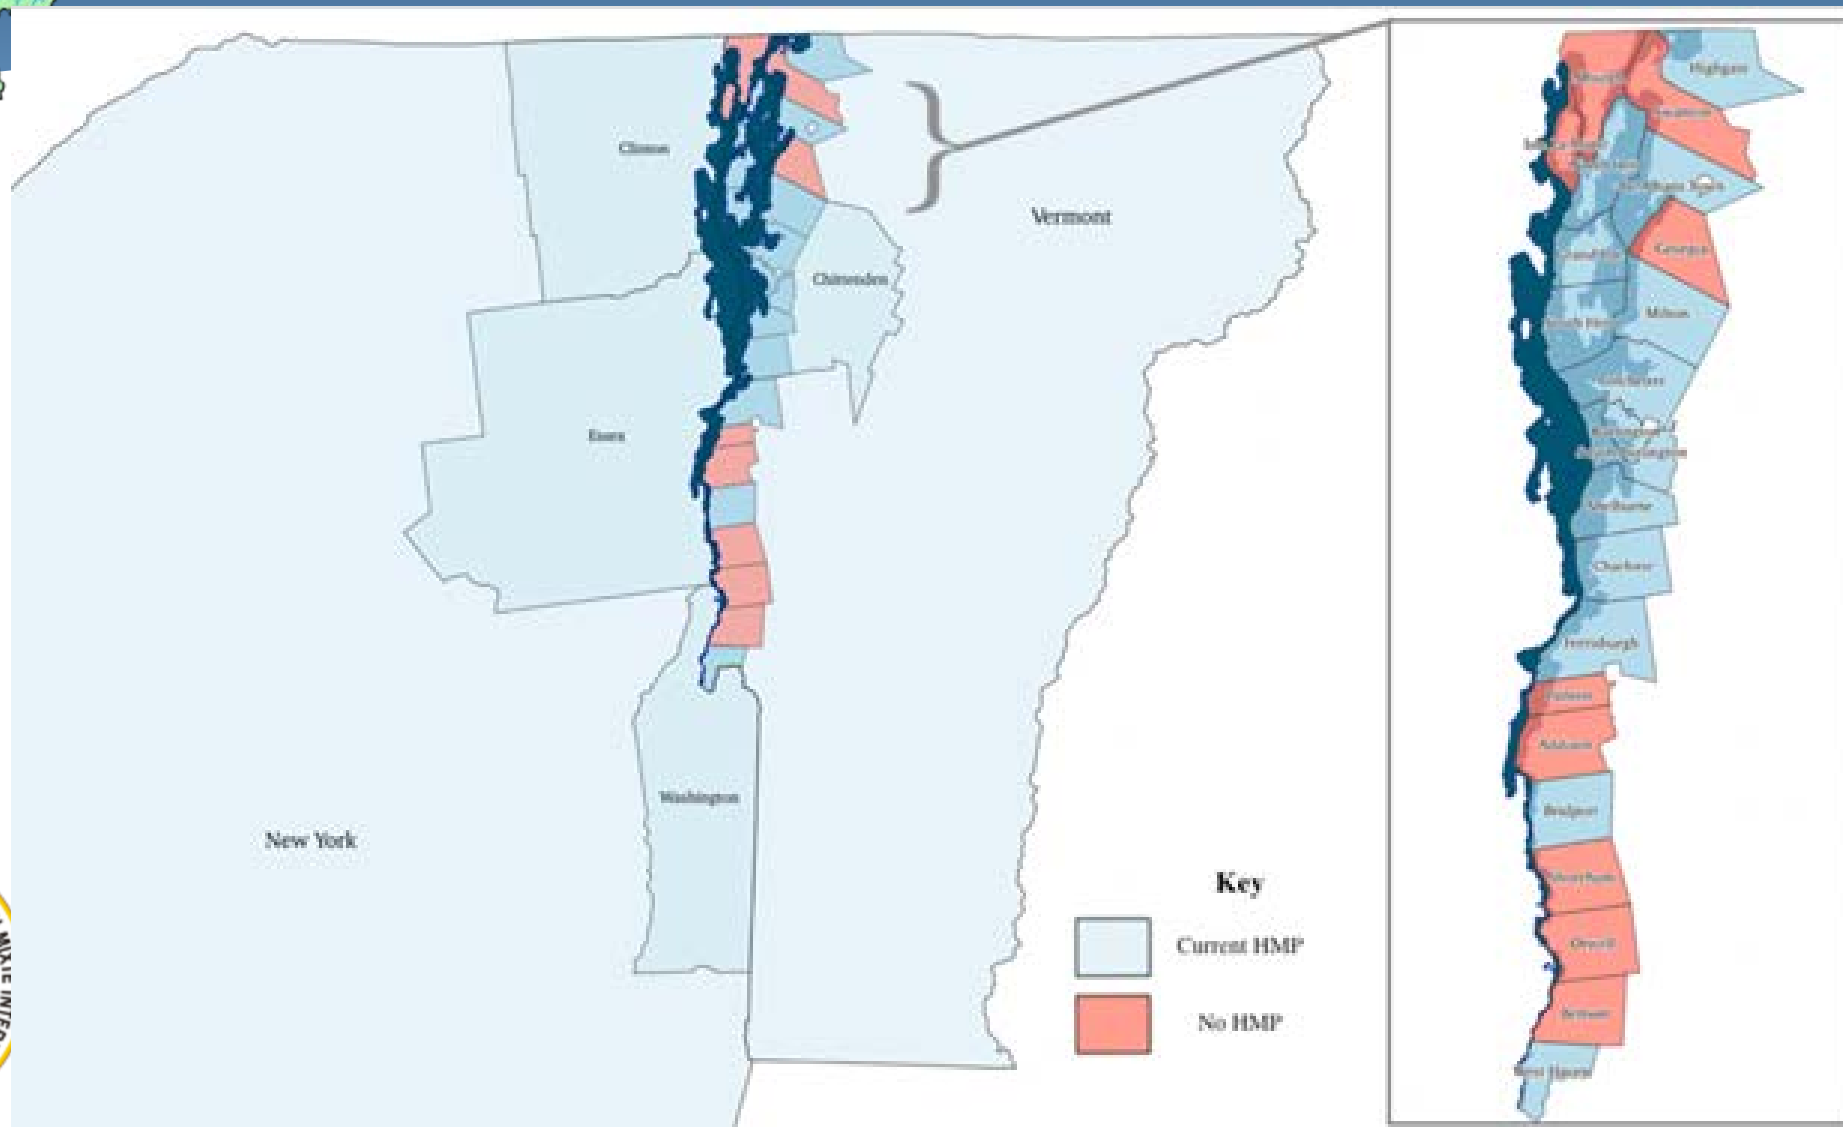 Clinton
Vermont
Chittenden
Essex
Washington
New York
Key
Current HMP
No HMP
Highgate
Georgia
Milton
Colchester
Shelburne
Charlotte
Ferrisburgh
Addison
Bridport
Shoreham
Orwell
Benson
West Haven